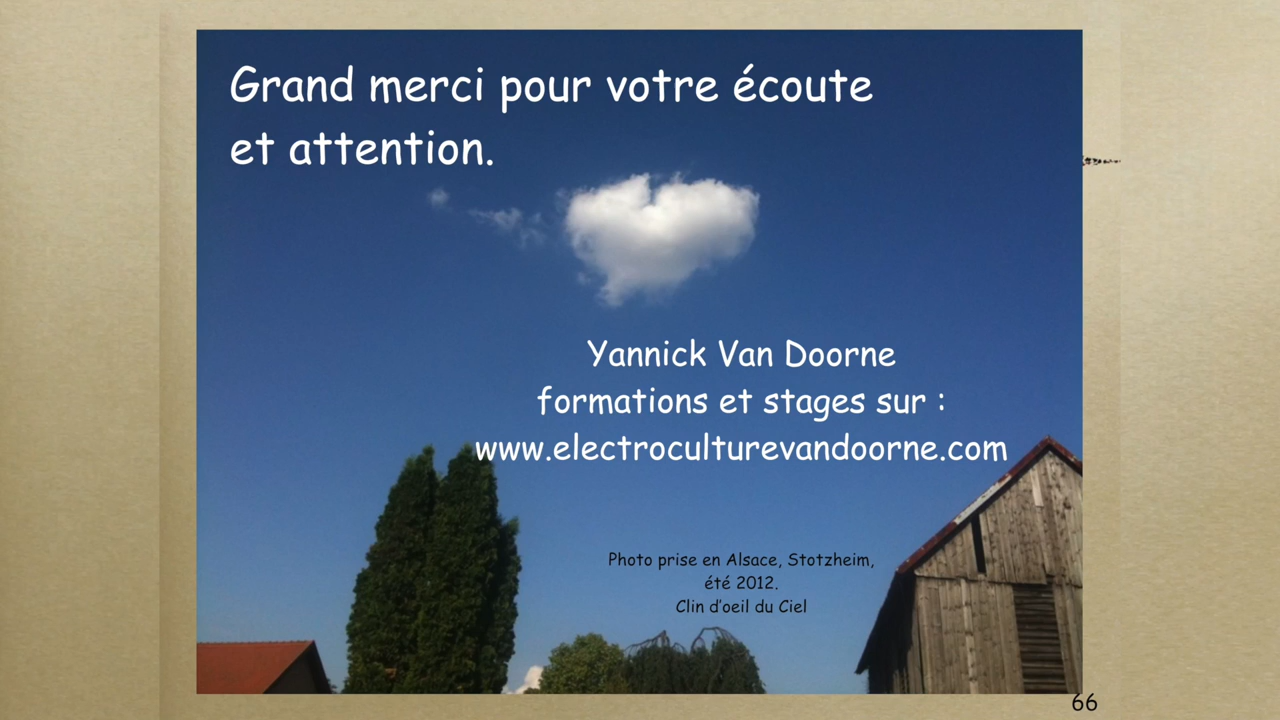 Grand merci pour votre écoute
et attention.
Yannick Van Doorne
formations et stages sur :
www.electroculturevandoorne.com
Photo prise en Alsace, Stotzheim,
été 2012.
Clin d'oeil du Ciel
66